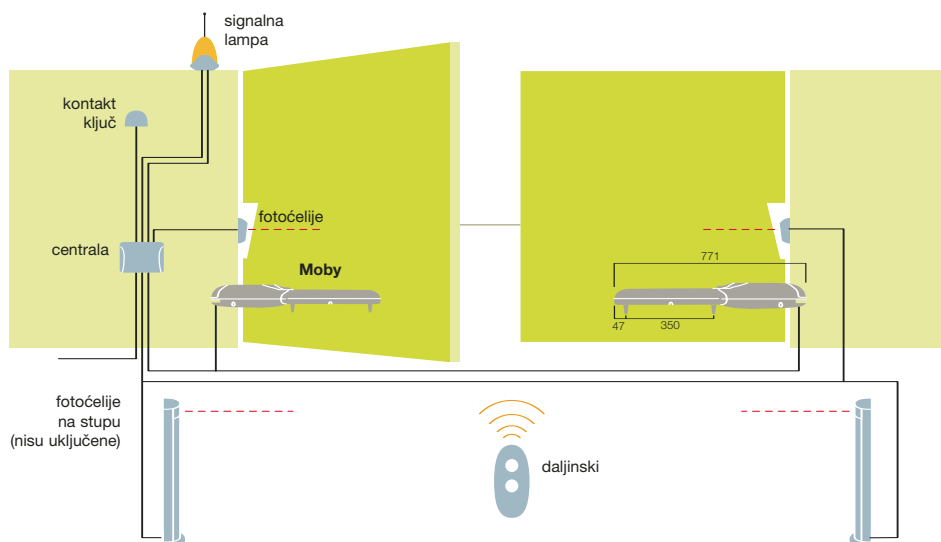 signalna
lampa
kontakt
ključ
fotoćelije
centrala
Moby
771
47
350
fotoćelije
na stupu
(nisu uključene)
daljinski